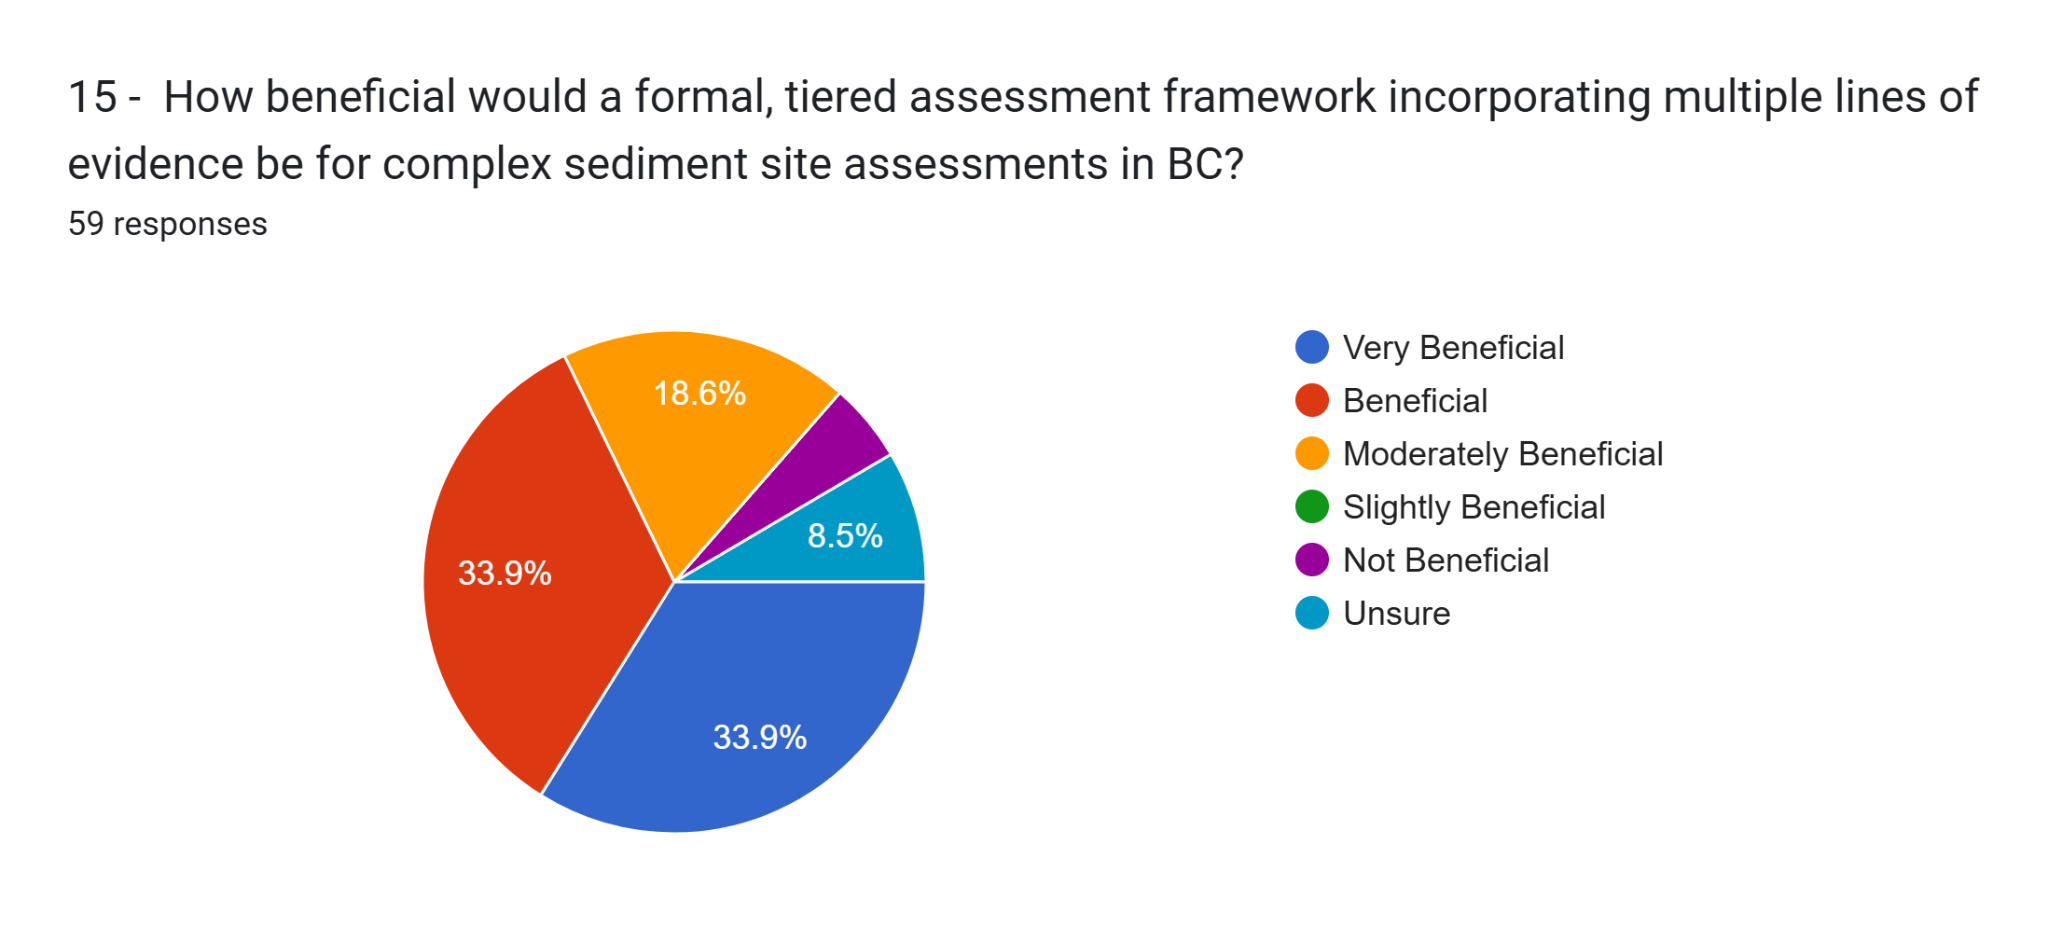 15 -  How beneficial would a formal, tiered assessment framework incorporating multiple lines of
evidence be for complex sediment site assessments in BC?
59 responses
18.6%
8.5%
33.9%
33.9%
Very Beneficial
Beneficial
Moderately Beneficial
Slightly Beneficial
Not Beneficial
Unsure